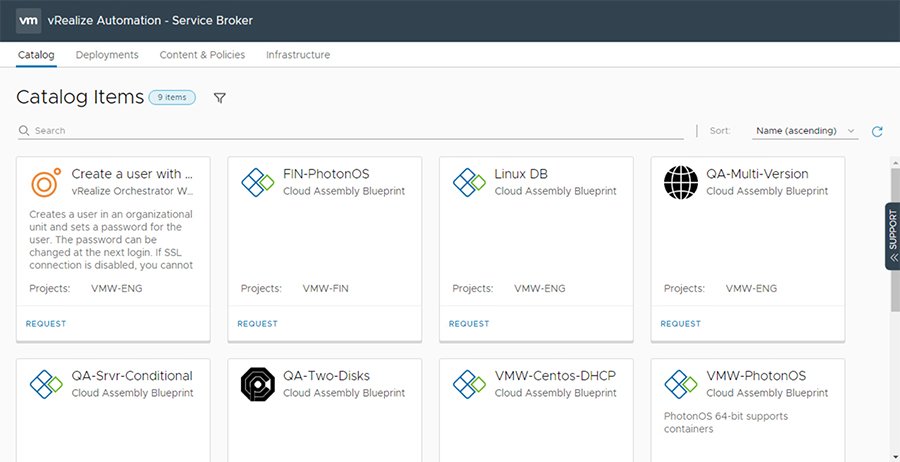 vm vRealize Automation - Service Broker
Catalog Deployments Content & Policies Infrastructure
Catalog Items 9 items
Search Sort: Name (ascending)
Create a user with ...
vRealize Orchestrator W...
Creates a user in an organizational
unit and sets a password for the
user. The password can be
changed at the next login. If SSL
connection is disabled, you cannot
Projects: VMW-ENG
REQUEST
FIN-PhotonOS
Cloud Assembly Blueprint
Projects: VMW-FIN
REQUEST
Linux DB
Cloud Assembly Blueprint
Projects: VMW-ENG
REQUEST
QA-Multi-Version
Cloud Assembly Blueprint
Projects: VMW-ENG
REQUEST
SUPPORT
QA-Srvr-Conditional
Cloud Assembly Blueprint
QA-Two-Disks
Cloud Assembly Blueprint
VMW-Centos-DHCP
Cloud Assembly Blueprint
VMW-PhotonOS
Cloud Assembly Blueprint
PhotonOS 64-bit supports
containers